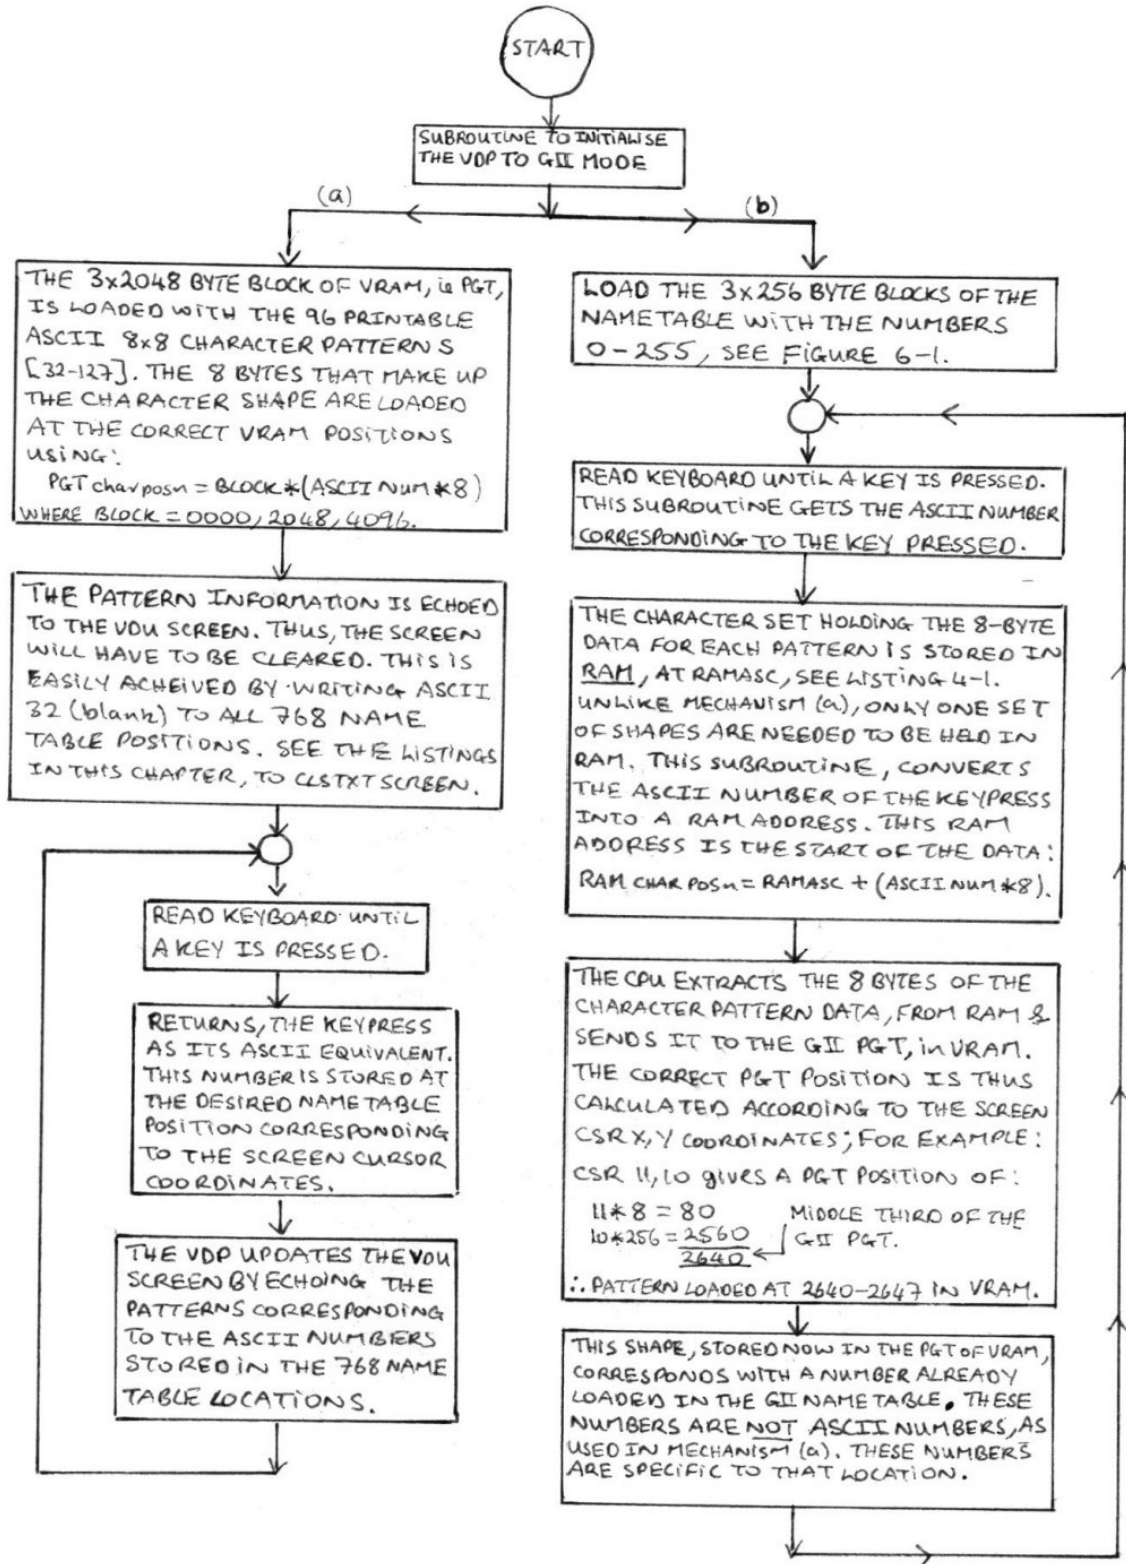 START
SUBROUTINE TO INITIALISE
THE VDP TO GII MODE
(a)
(b)
THE 3x2048 BYTE BLOCK OF VRAM, ie PGT,
IS LOADED WITH THE 96 PRINTABLE
ASCII 8x8 CHARACTER PATTERNS
[32-127]. THE 8 BYTES THAT MAKE UP
THE CHARACTER SHAPE ARE LOADED
AT THE CORRECT VRAM POSITIONS
USING:
PGT char posn = BLOCK*(ASCII NUM*8)
WHERE BLOCK = 0000, 2048, 4096.
THE PATTERN INFORMATION IS ECHOED
TO THE VDU SCREEN. THUS, THE SCREEN
WILL HAVE TO BE CLEARED. THIS IS
EASILY ACHEIVED BY WRITING ASCII
32 (blank) TO ALL 768 NAME
TABLE POSITIONS. SEE THE LISTINGS
IN THIS CHAPTER, TO CLSTXT SCREEN.
READ KEYBOARD UNTIL
A KEY IS PRESSED.
RETURNS, THE KEYPRESS
AS ITS ASCII EQUIVALENT.
THIS NUMBER IS STORED AT
THE DESIRED NAME TABLE
POSITION CORRESPONDING
TO THE SCREEN CURSOR
COORDINATES.
THE VDP UPDATES THE VDU
SCREEN BY ECHOING THE
PATTERNS CORRESPONDING
TO THE ASCII NUMBERS
STORED IN THE 768 NAME
TABLE LOCATIONS.
LOAD THE 3x256 BYTE BLOCKS OF THE
NAME TABLE WITH THE NUMBERS
0-255, SEE FIGURE 6-1.
READ KEYBOARD UNTIL A KEY IS PRESSED.
THIS SUBROUTINE GETS THE ASCII NUMBER
CORRESPONDING TO THE KEY PRESSED.
THE CHARACTER SET HOLDING THE 8-BYTE
DATA FOR EACH PATTERN IS STORED IN
RAM, AT RAMASC, SEE LISTING 4-1.
UNLIKE MECHANISM (a), ONLY ONE SET
OF SHAPES ARE NEEDED TO BE HELD IN
RAM. THIS SUBROUTINE, CONVERTS
THE ASCII NUMBER OF THE KEYPRESS
INTO A RAM ADDRESS. THIS RAM
ADDRESS IS THE START OF THE DATA:
RAM CHAR POSn = RAMASC + (ASCII NUM*8).
THE CPU EXTRACTS THE 8 BYTES OF THE
CHARACTER PATTERN DATA, FROM RAM &
SENDS IT TO THE GII PGT, in VRAM.
THE CORRECT PGT POSITION IS THUS
CALCULATED ACCORDING TO THE SCREEN
CSR X,Y COORDINATES; FOR EXAMPLE:
CSR 11,10 gives A PGT POSITION OF:
11*8 = 80 MIDDLE THIRD OF THE
10*256 = 2560 GII PGT.
2640
∴ PATTERN LOADED AT 2640-2647 IN VRAM.
THIS SHAPE, STORED NOW IN THE PGT OF VRAM,
CORRESPONDS WITH A NUMBER ALREADY
LOADED IN THE GII NAME TABLE. THESE
NUMBERS ARE NOT ASCII NUMBERS, AS
USED IN MECHANISM (a). THESE NUMBERS
ARE SPECIFIC TO THAT LOCATION.